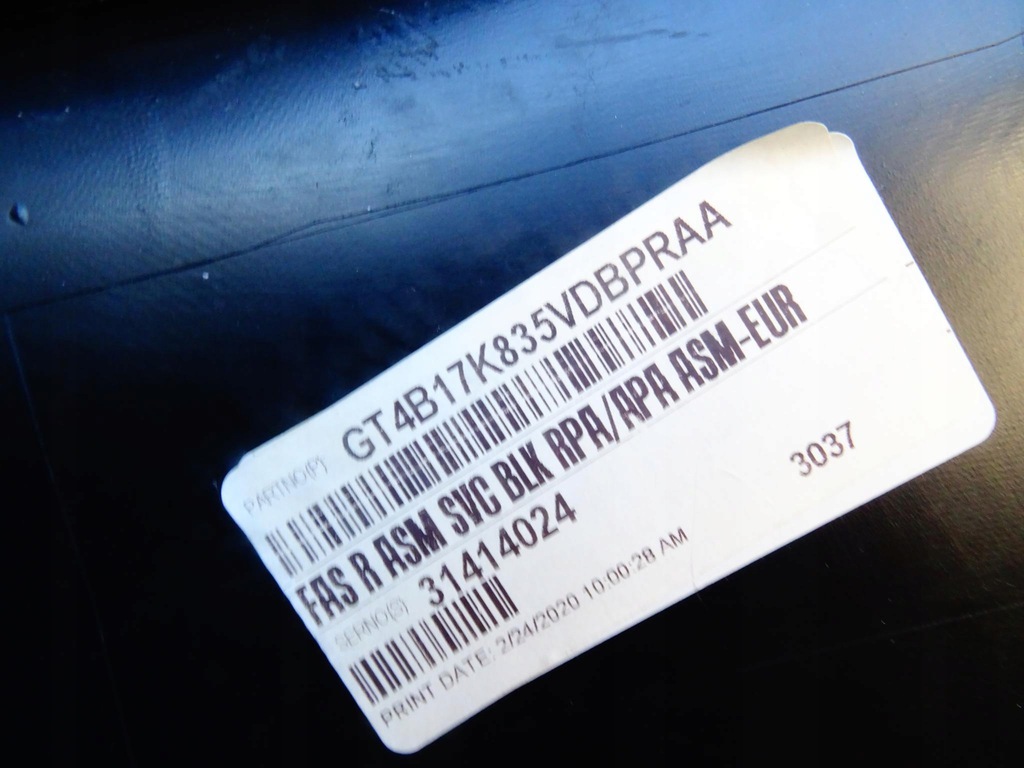 PARTNO(P) GT4B17K835VDBPRAA
FAS R ASM SVC BLK RPA/APA ASM-EUR
SERNO(S) 31414024
3037
PRINT DATE: 2/24/2020 10:00:28 AM